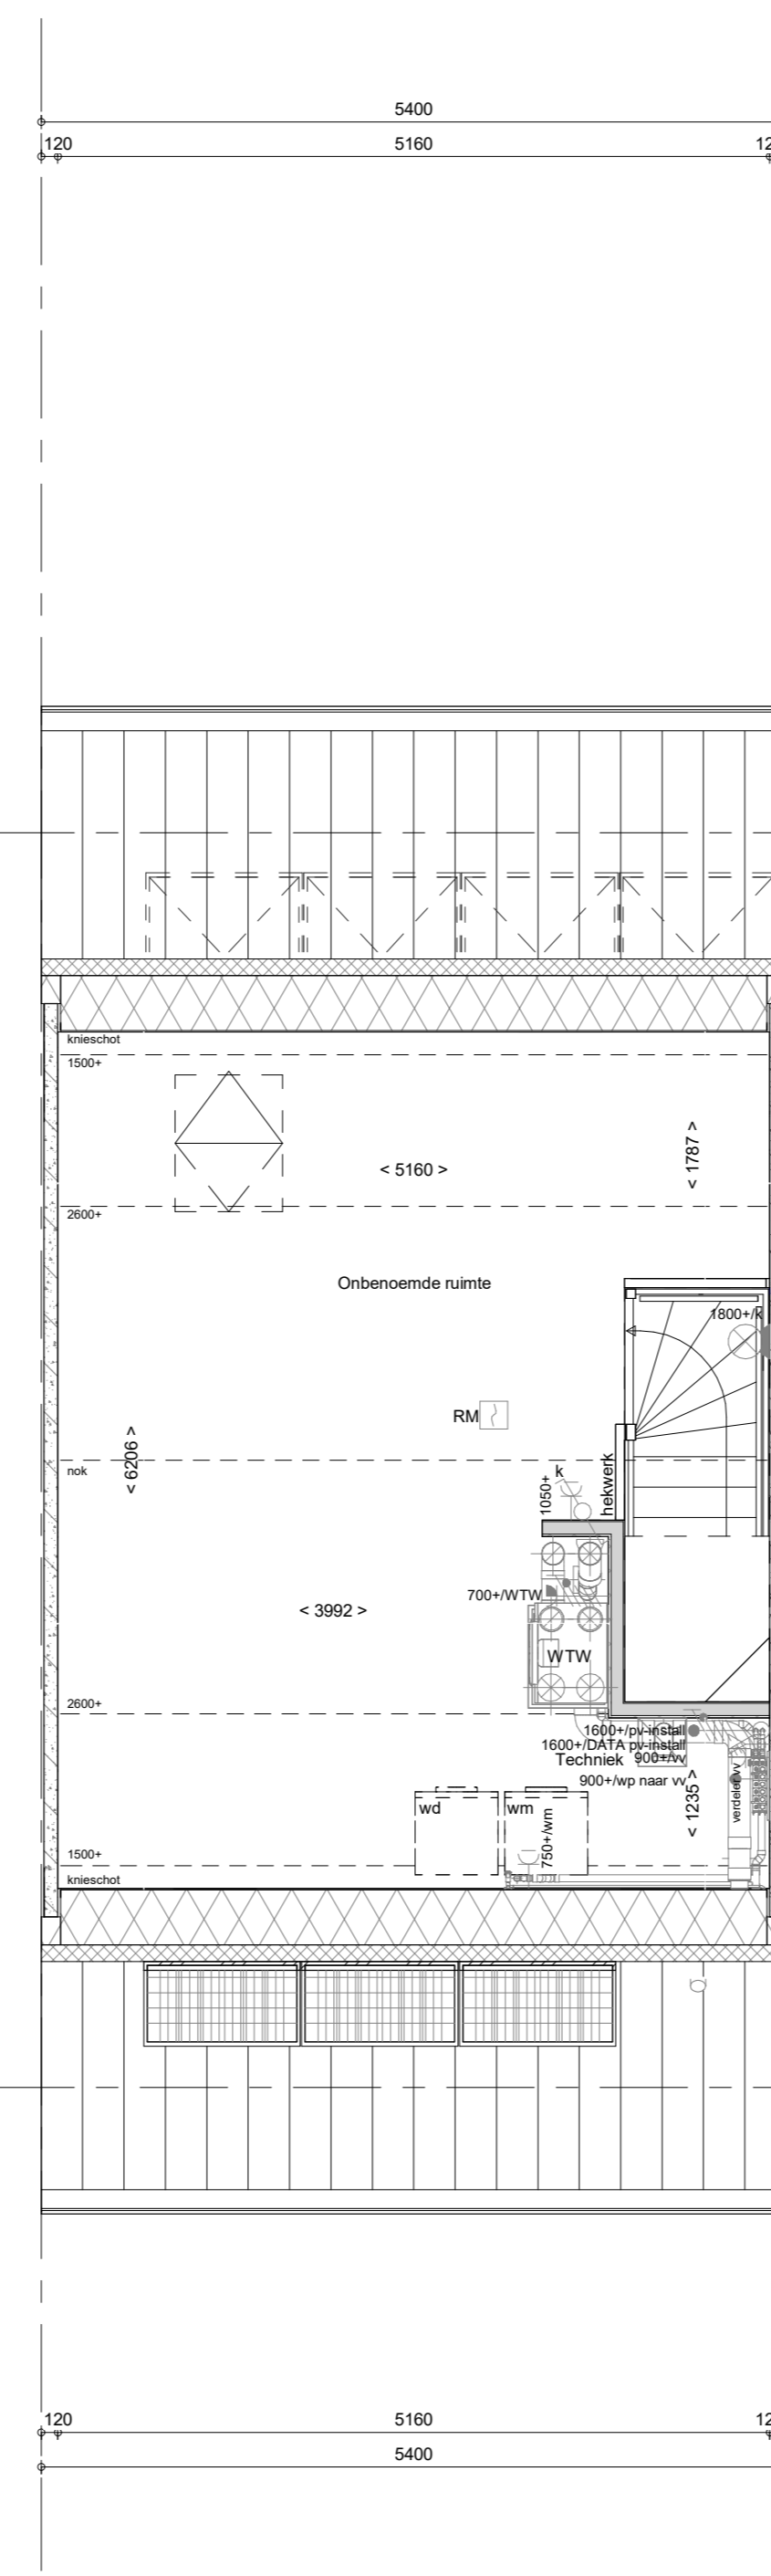 5400
120 5160 12
knieschot
1500+
< 5160 >
< 1787 >
2600+
Onbenoemde ruimte
1800+/k
RM
nok
< 6206 >
k
1050+
hekwerk
700+/WTW
< 3992 >
WTW
2600+
1600+/pv-install
1600+/DATA pv-install
Techniek 900+/vv
900+/wp naar vv
verdeler vv
< 1235 >
wd
wm
750+/wm
1500+
knieschot
120 5160 12
5400